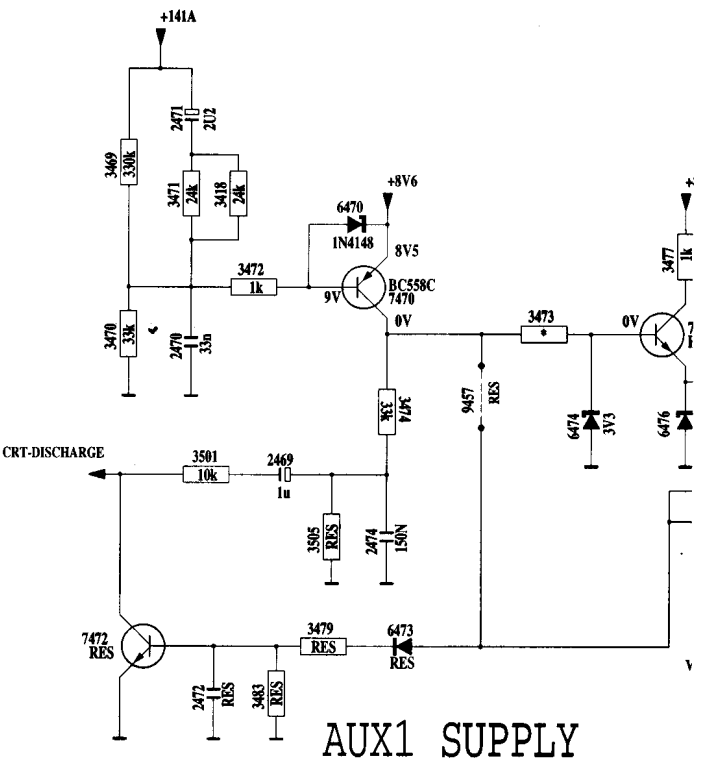 +141A
2471
2U2
3469
330k
3471
24k
3418
24k
+8V6
6470
1N4148
8V5
3477
1k
3472
1k
BC558C
7470
9V
0V
3470
33k
2470
33n
3473
*
0V
3474
33k
9457
RES
6474
3V3
6476
CRT-DISCHARGE
3501
10k
2469
1u
3505
RES
2474
150N
7472
RES
3479
RES
6473
RES
2472
RES
3483
RES
AUX1 SUPPLY